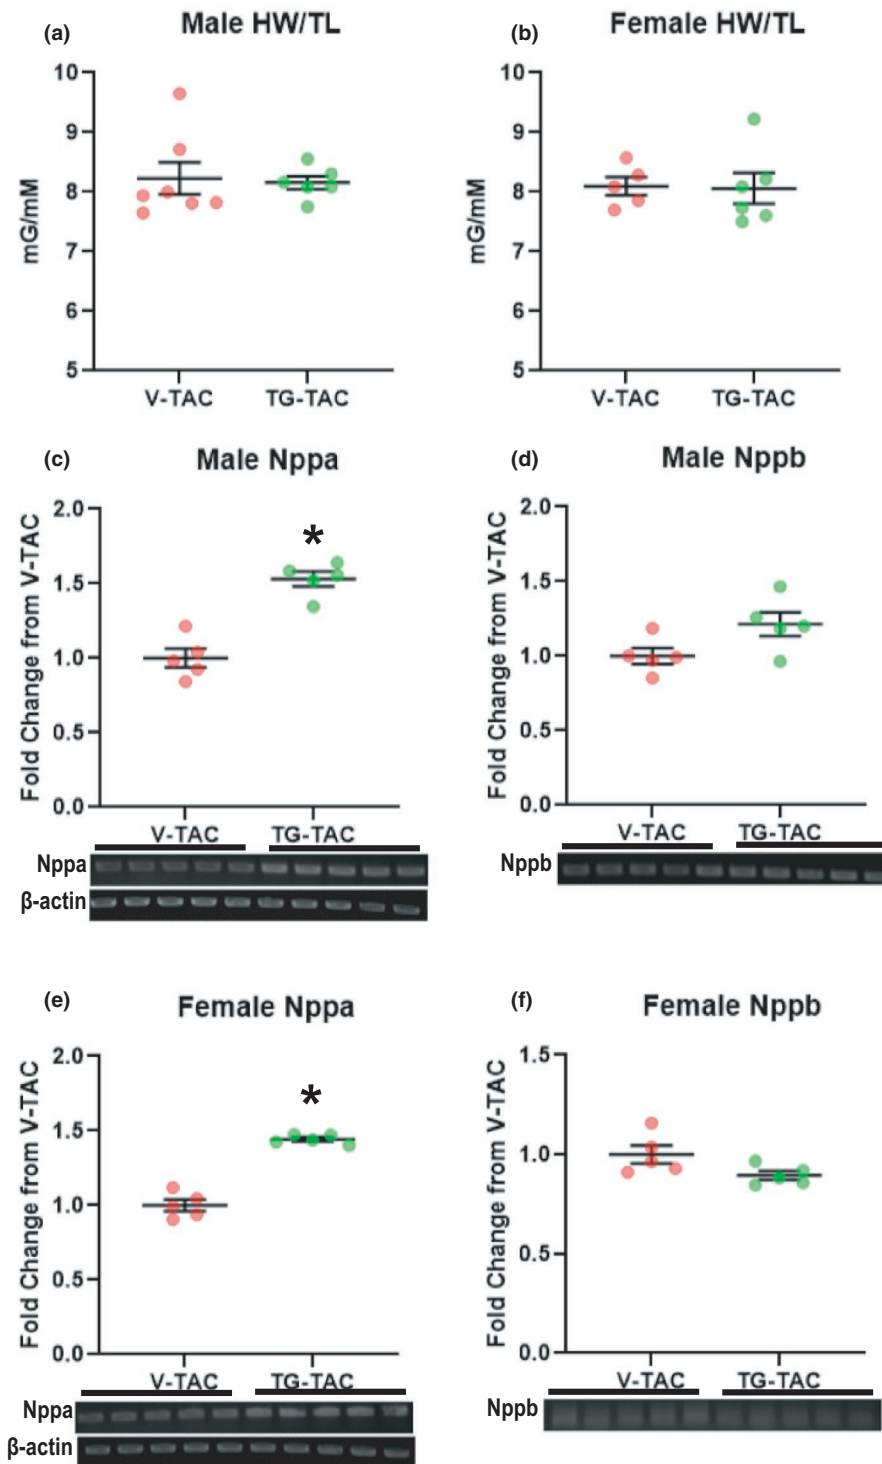 (a)
Male HW/TL
mG/mM
10
9
8
7
6
5
V-TAC TG-TAC
(b)
Female HW/TL
mG/mM
10
9
8
7
6
5
V-TAC TG-TAC
(c)
Male Nppa
Fold Change from V-TAC
2.0
1.5
1.0
0.5
0.0
*
V-TAC TG-TAC
Nppa
β-actin
(d)
Male Nppb
Fold Change from V-TAC
2.0
1.5
1.0
0.5
0.0
V-TAC TG-TAC
Nppb
(e)
Female Nppa
Fold Change from V-TAC
2.0
1.5
1.0
0.5
0.0
*
V-TAC TG-TAC
Nppa
β-actin
(f)
Female Nppb
Fold Change from V-TAC
1.5
1.0
0.5
0.0
V-TAC TG-TAC
Nppb